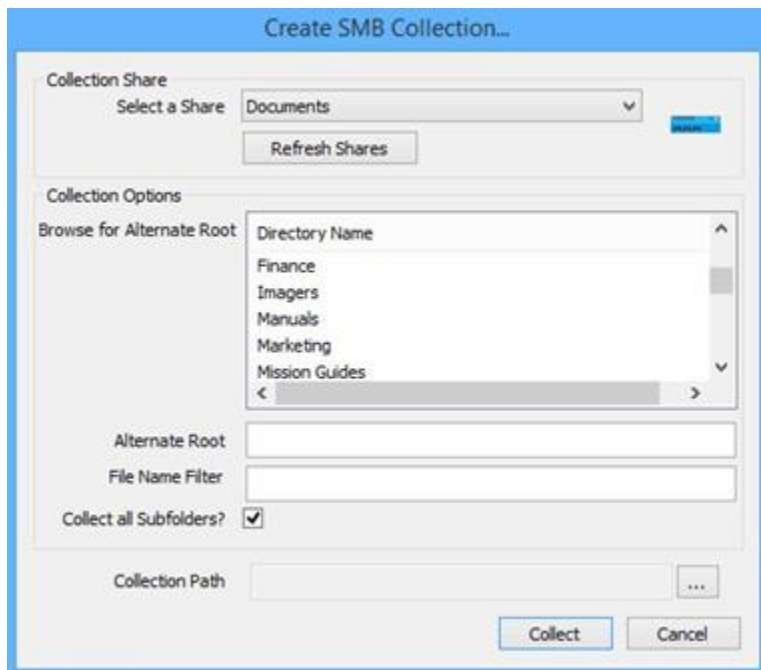 Create SMB Collection...
Collection Share
Select a Share Documents
Refresh Shares
Collection Options
Browse for Alternate Root Directory Name
Finance
Imagers
Manuals
Marketing
Mission Guides
Alternate Root
File Name Filter
Collect all Subfolders?
Collection Path ...
Collect Cancel